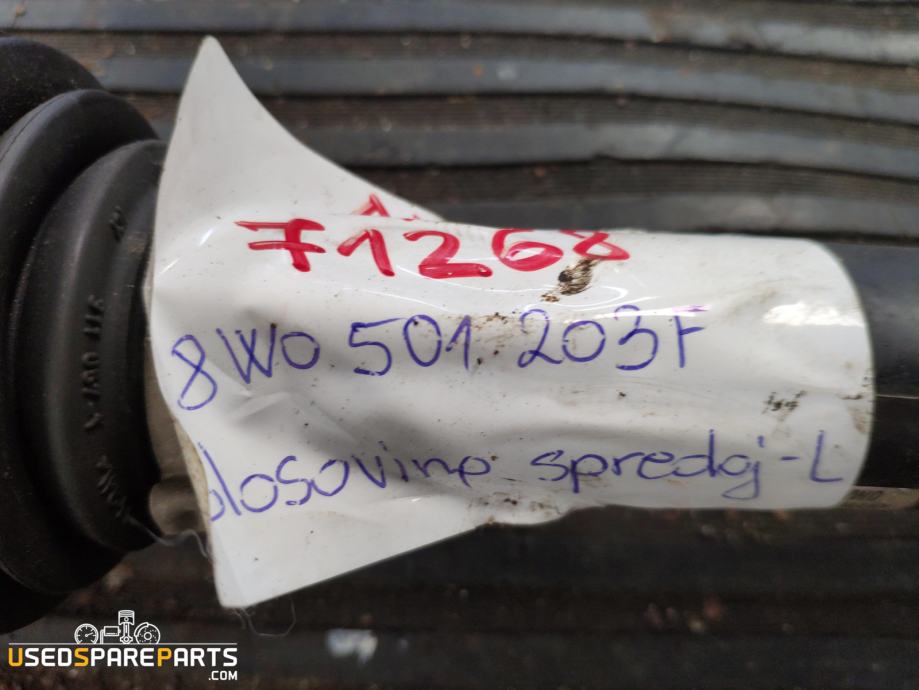 71268
8W0 501 203F
polosovine spredaj-L
USEDSPAREPARTS
.COM